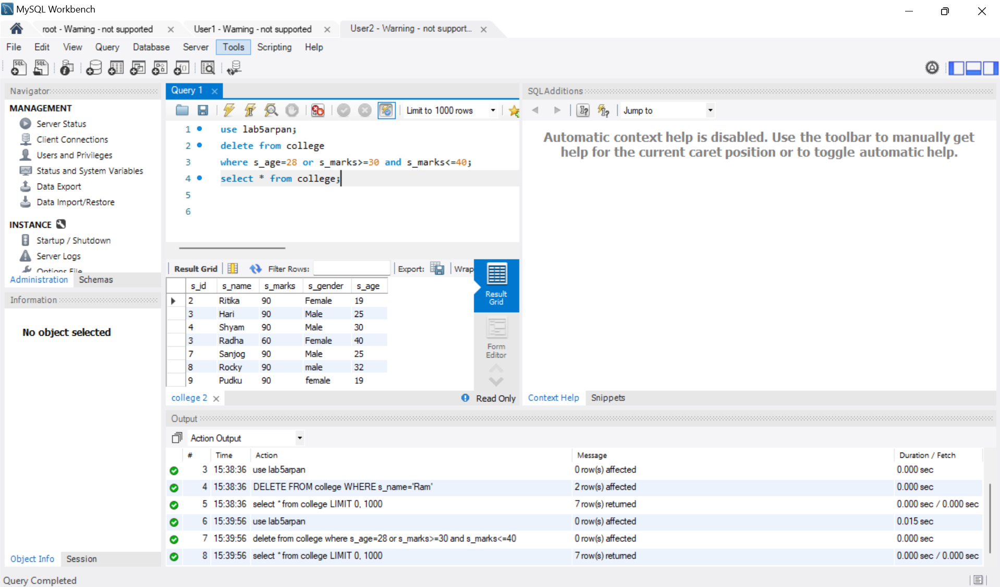 MySQL Workbench
root - Warning - not supported
User1 - Warning - not supported
User2 - Warning - not support...
File Edit View Query Database Server Tools Scripting Help
Navigator
MANAGEMENT
Server Status
Client Connections
Users and Privileges
Status and System Variables
Data Export
Data Import/Restore
INSTANCE
Startup / Shutdown
Server Logs
Options File
Administration Schemas
Information
No object selected
Object Info Session
Query 1
Limit to 1000 rows
1 use lab5arpan;
2 delete from college
3 where s_age=28 or s_marks>=30 and s_marks<=40;
4 select * from college;
5
6
Result Grid Filter Rows: Export: Wrap
s_id s_name s_marks s_gender s_age
2 Ritika 90 Female 19
3 Hari 90 Male 25
4 Shyam 90 Male 30
3 Radha 60 Female 40
7 Sanjog 90 Male 25
8 Rocky 90 male 32
9 Pudku 90 female 19
Result
Grid
Form
Editor
college 2
Read Only
SQLAdditions
Jump to
Automatic context help is disabled. Use the toolbar to manually get
help for the current caret position or to toggle automatic help.
Context Help Snippets
Output
Action Output
# Time Action Message Duration / Fetch
3 15:38:36 use lab5arpan 0 row(s) affected 0.000 sec
4 15:38:36 DELETE FROM college WHERE s_name='Ram' 2 row(s) affected 0.000 sec
5 15:38:36 select * from college LIMIT 0, 1000 7 row(s) returned 0.000 sec / 0.000 sec
6 15:39:56 use lab5arpan 0 row(s) affected 0.015 sec
7 15:39:56 delete from college where s_age=28 or s_marks>=30 and s_marks<=40 0 row(s) affected 0.000 sec
8 15:39:56 select * from college LIMIT 0, 1000 7 row(s) returned 0.000 sec / 0.000 sec
Query Completed